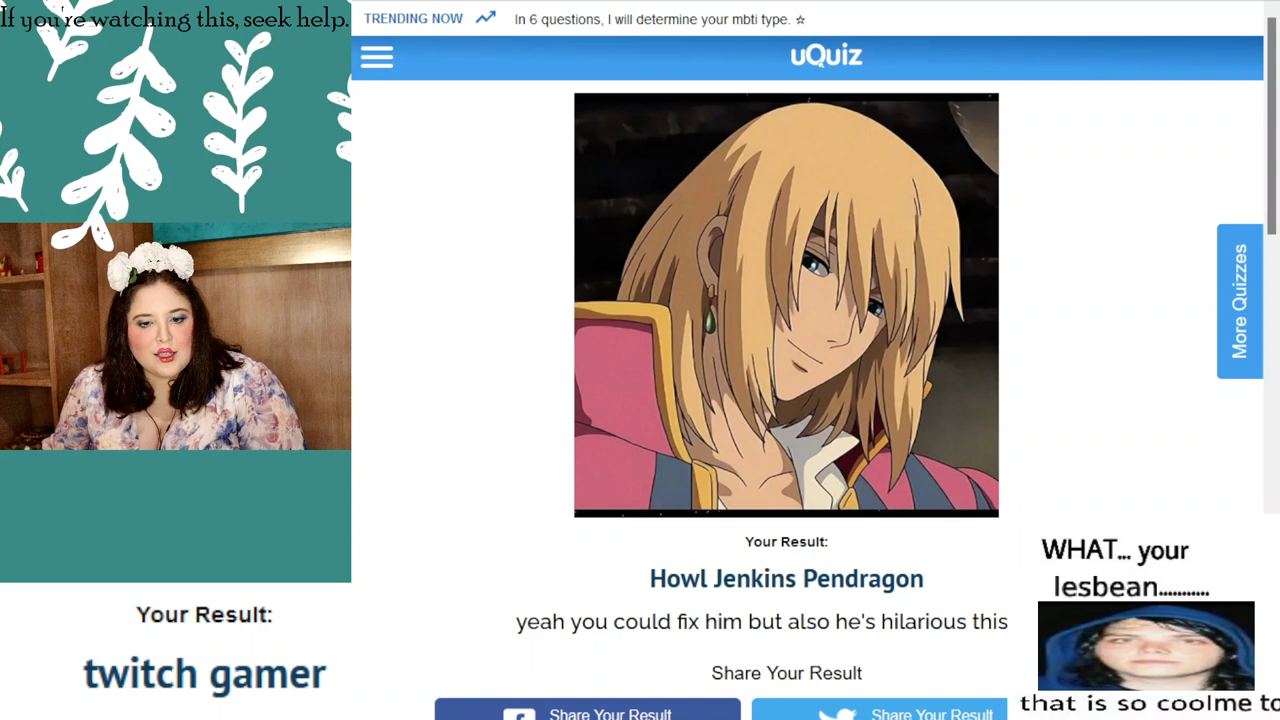 If you're watching this, seek help.
TRENDING NOW In 6 questions, I will determine your mbti type. ☆
uQuiz
More Quizzes
Your Result:
Howl Jenkins Pendragon
yeah you could fix him but also he's hilarious this
Share Your Result
Share Your Result
Share Your Result
Your Result:
twitch gamer
WHAT... your
lesbean...........
that is so coolme to